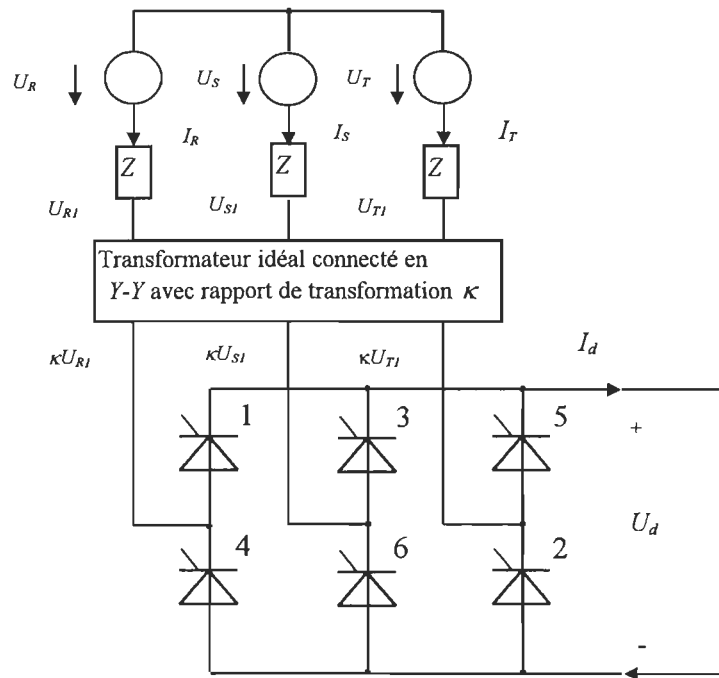 U_R U_S U_T
I_R I_S I_T
Z Z Z
U_R1 U_S1 U_T1
Transformateur idéal connecté en
Y-Y avec rapport de transformation κ
κU_R1 κU_S1 κU_T1 I_d
1 3 5
+
U_d
4 6 2
-